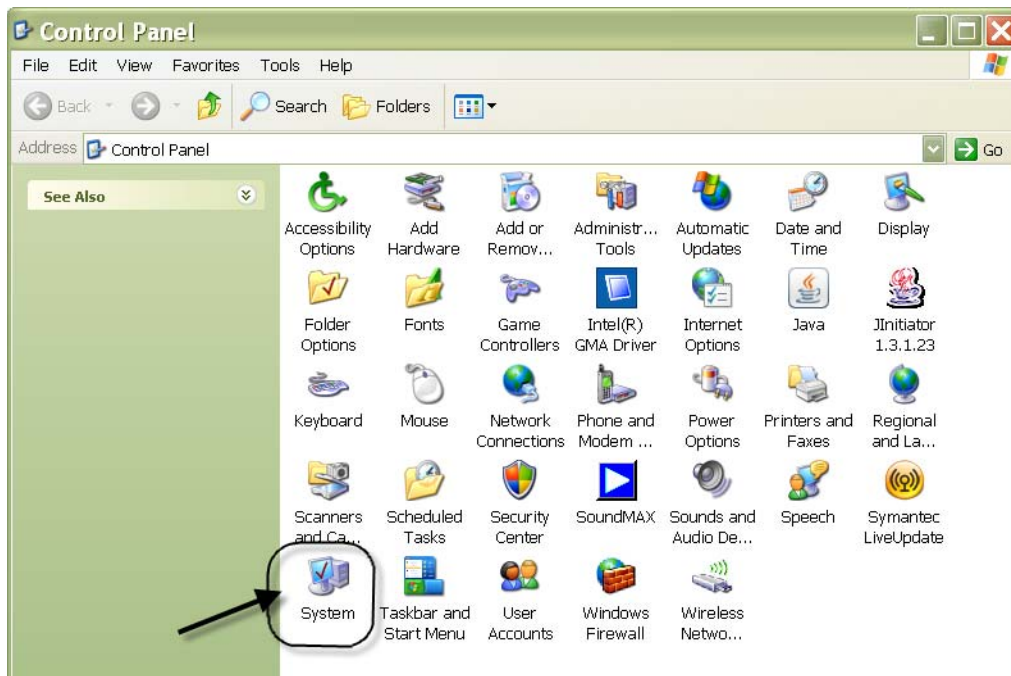 Control Panel
File Edit View Favorites Tools Help
Back Search Folders
Address Control Panel Go
See Also
Accessibility Options
Add Hardware
Add or Remov...
Administr... Tools
Automatic Updates
Date and Time
Display
Folder Options
Fonts
Game Controllers
Intel(R) GMA Driver
Internet Options
Java
JInitiator 1.3.1.23
Keyboard
Mouse
Network Connections
Phone and Modem ...
Power Options
Printers and Faxes
Regional and La...
Scanners and Ca...
Scheduled Tasks
Security Center
SoundMAX
Sounds and Audio De...
Speech
Symantec LiveUpdate
System
Taskbar and Start Menu
User Accounts
Windows Firewall
Wireless Netwo...